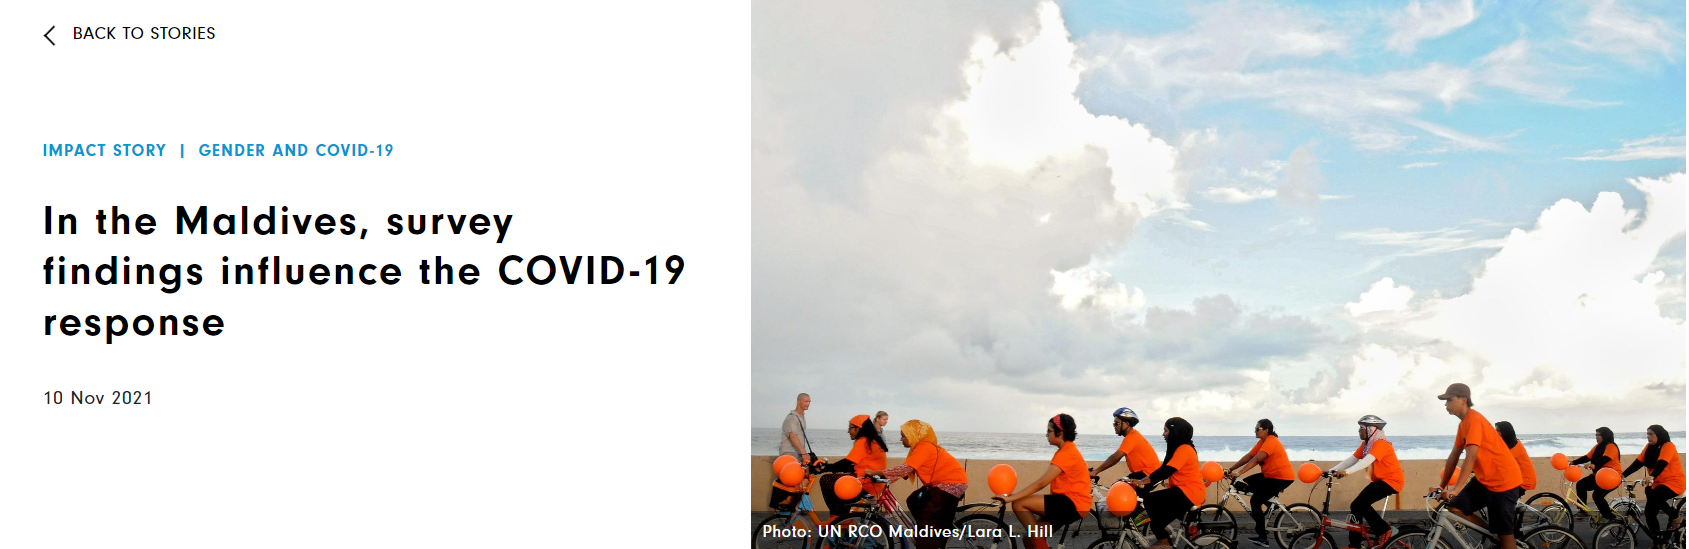 BACK TO STORIES
IMPACT STORY | GENDER AND COVID-19
In the Maldives, survey
findings influence the COVID-19
response
10 Nov 2021
Photo: UN RCO Maldives/Lara L. Hill